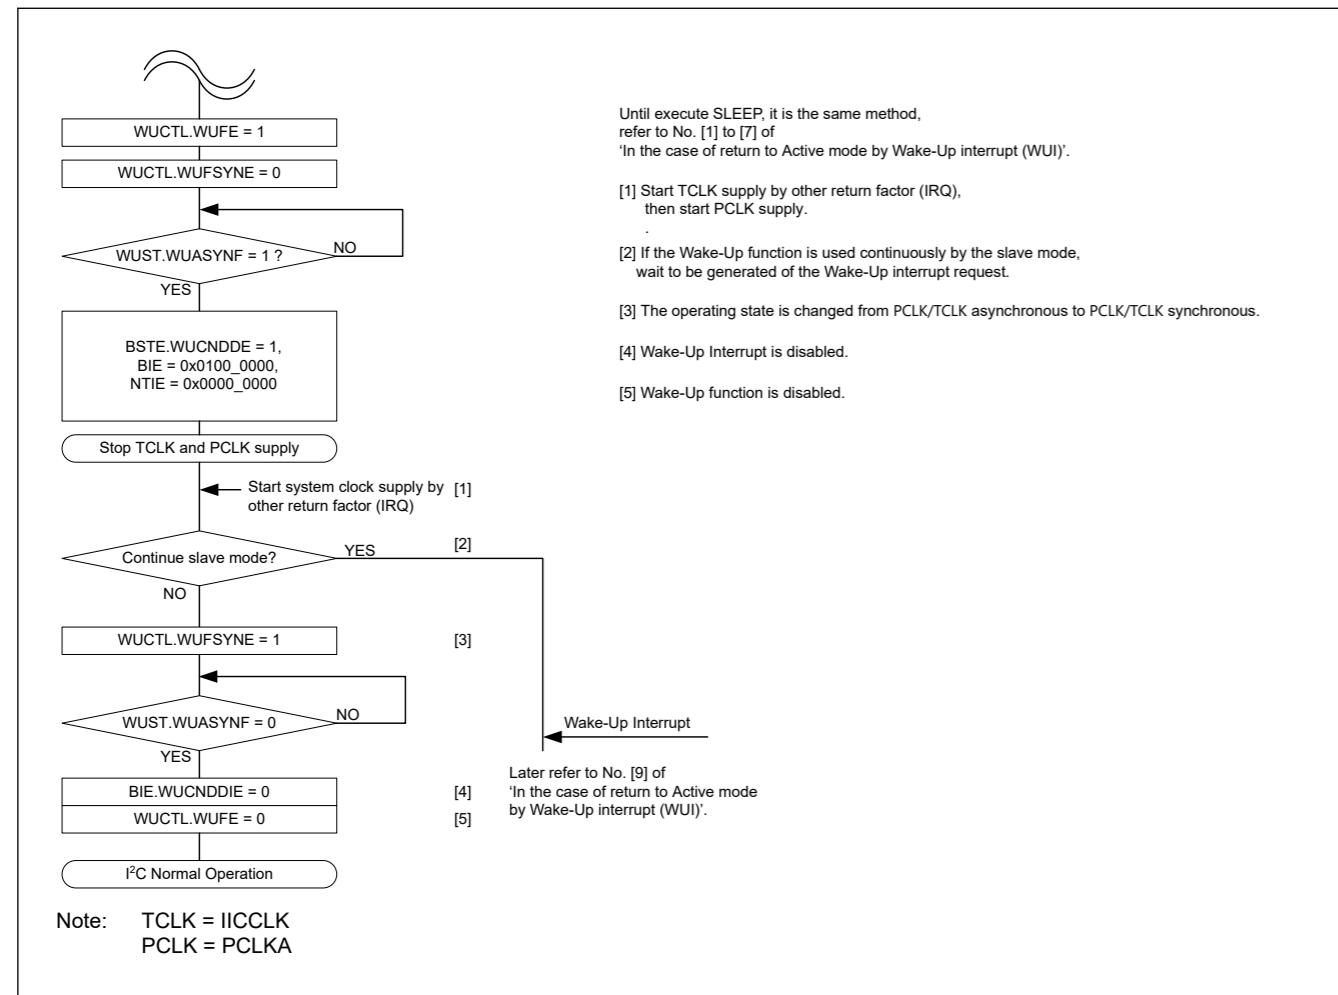 WUCTL.WUFE = 1
WUCTL.WUFSYNE = 0
WUST.WUASYNF = 1 ?
NO
YES
BSTE.WUCNDDE = 1,
BIE = 0x0100_0000,
NTIE = 0x0000_0000
Stop TCLK and PCLK supply
Start system clock supply by [1]
other return factor (IRQ)
Continue slave mode?
YES
[2]
NO
WUCTL.WUFSYNE = 1
[3]
WUST.WUASYNF = 0
NO
YES
BIE.WUCNDDIE = 0
[4]
WUCTL.WUFE = 0
[5]
I²C Normal Operation
Wake-Up Interrupt
Later refer to No. [9] of
‘In the case of return to Active mode
by Wake-Up interrupt (WUI)’.
Until execute SLEEP, it is the same method,
refer to No. [1] to [7] of
‘In the case of return to Active mode by Wake-Up interrupt (WUI)’.
[1] Start TCLK supply by other return factor (IRQ),
then start PCLK supply.
.
[2] If the Wake-Up function is used continuously by the slave mode,
wait to be generated of the Wake-Up interrupt request.
[3] The operating state is changed from PCLK/TCLK asynchronous to PCLK/TCLK synchronous.
[4] Wake-Up Interrupt is disabled.
[5] Wake-Up function is disabled.
Note: TCLK = IICCLK
PCLK = PCLKA